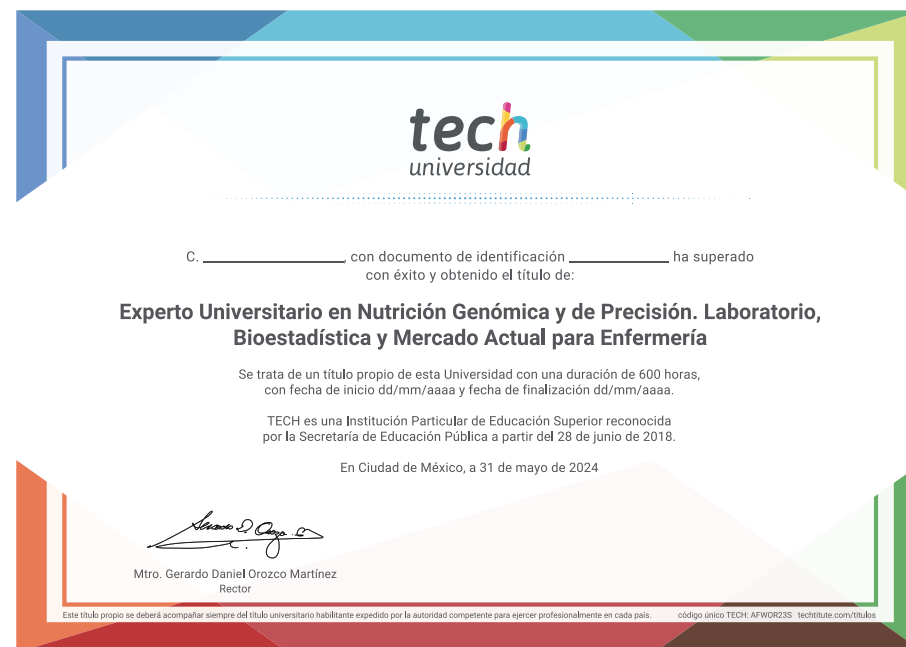 tech
universidad
C. ____________, con documento de identificación ____________ ha superado
con éxito y obtenido el título de:
Experto Universitario en Nutrición Genómica y de Precisión. Laboratorio,
Bioestadística y Mercado Actual para Enfermería
Se trata de un título propio de esta Universidad con una duración de 600 horas,
con fecha de inicio dd/mm/aaaa y fecha de finalización dd/mm/aaaa.
TECH es una Institución Particular de Educación Superior reconocida
por la Secretaría de Educación Pública a partir del 28 de junio de 2018.
En Ciudad de México, a 31 de mayo de 2024
Mtro. Gerardo Daniel Orozco Martínez
Rector
Este título propio se deberá acompañar siempre del título universitario habilitante expedido por la autoridad competente para ejercer profesionalmente en cada país. código único TECH: AFWOR23S techtitute.com/titulos